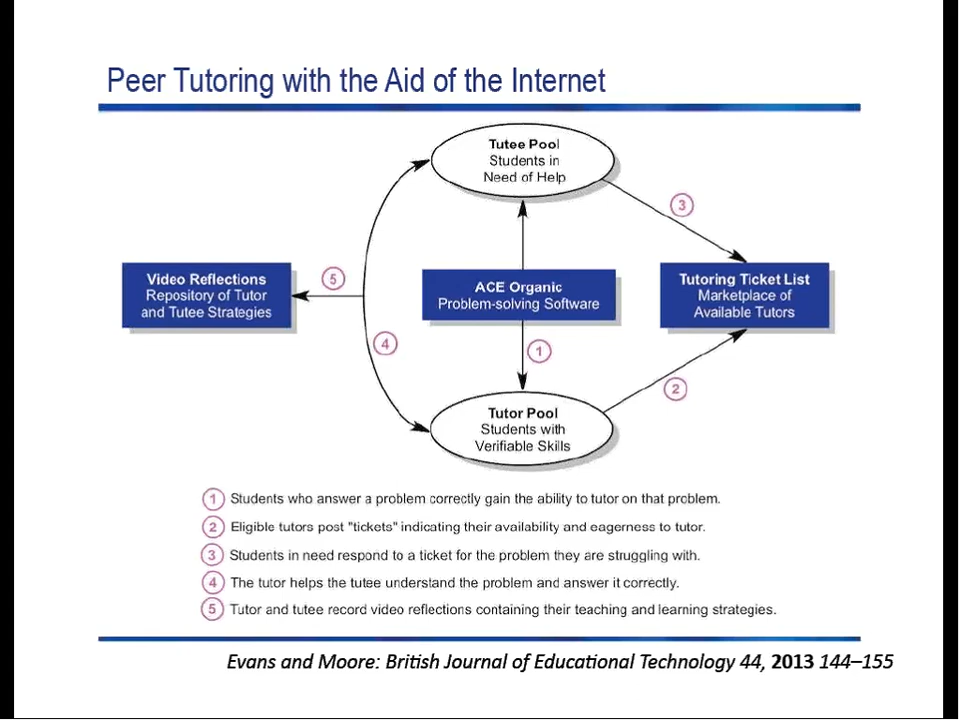 Peer Tutoring with the Aid of the Internet
Tutee Pool
Students in
Need of Help
3
Video Reflections
Repository of Tutor
and Tutee Strategies
5
ACE Organic
Problem-solving Software
Tutoring Ticket List
Marketplace of
Available Tutors
4
1
2
Tutor Pool
Students with
Verifiable Skills
1 Students who answer a problem correctly gain the ability to tutor on that problem.
2 Eligible tutors post "tickets" indicating their availability and eagerness to tutor.
3 Students in need respond to a ticket for the problem they are struggling with.
4 The tutor helps the tutee understand the problem and answer it correctly.
5 Tutor and tutee record video reflections containing their teaching and learning strategies.
Evans and Moore: British Journal of Educational Technology 44, 2013 144–155